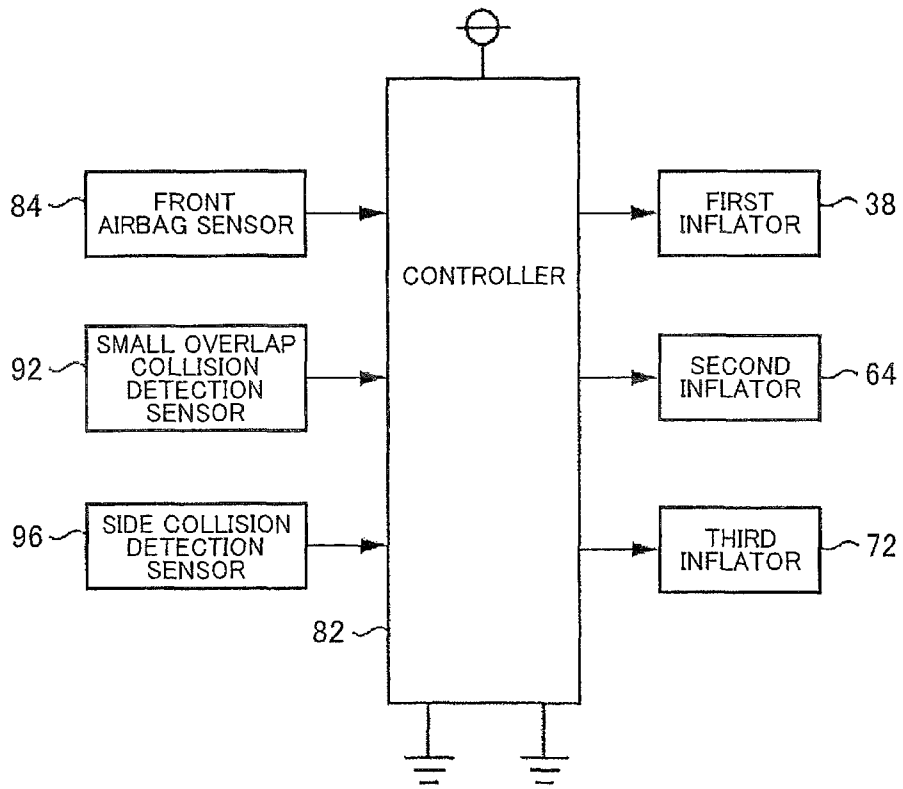 84
FRONT
AIRBAG SENSOR
92
SMALL OVERLAP
COLLISION
DETECTION
SENSOR
96
SIDE COLLISION
DETECTION
SENSOR
CONTROLLER
82
FIRST
INFLATOR
38
SECOND
INFLATOR
64
THIRD
INFLATOR
72